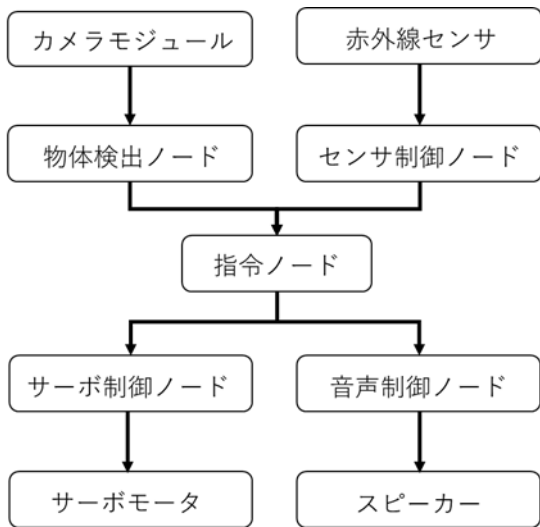 カメラモジュール
赤外線センサ
物体検出ノード
センサ制御ノード
指令ノード
サーボ制御ノード
音声制御ノード
サーボモータ
スピーカー